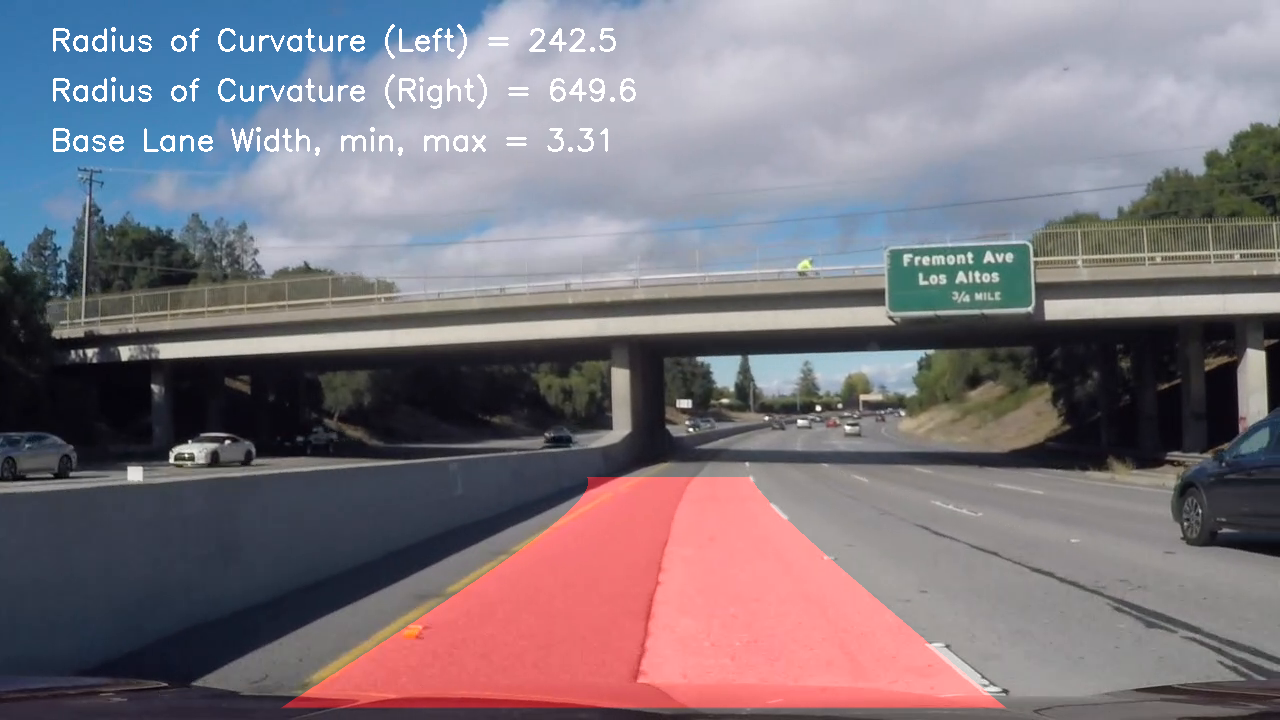 Radius of Curvature (Left) = 242.5
Radius of Curvature (Right) = 649.6
Base Lane Width, min, max = 3.31
Fremont Ave
Los Altos
3/4 MILE